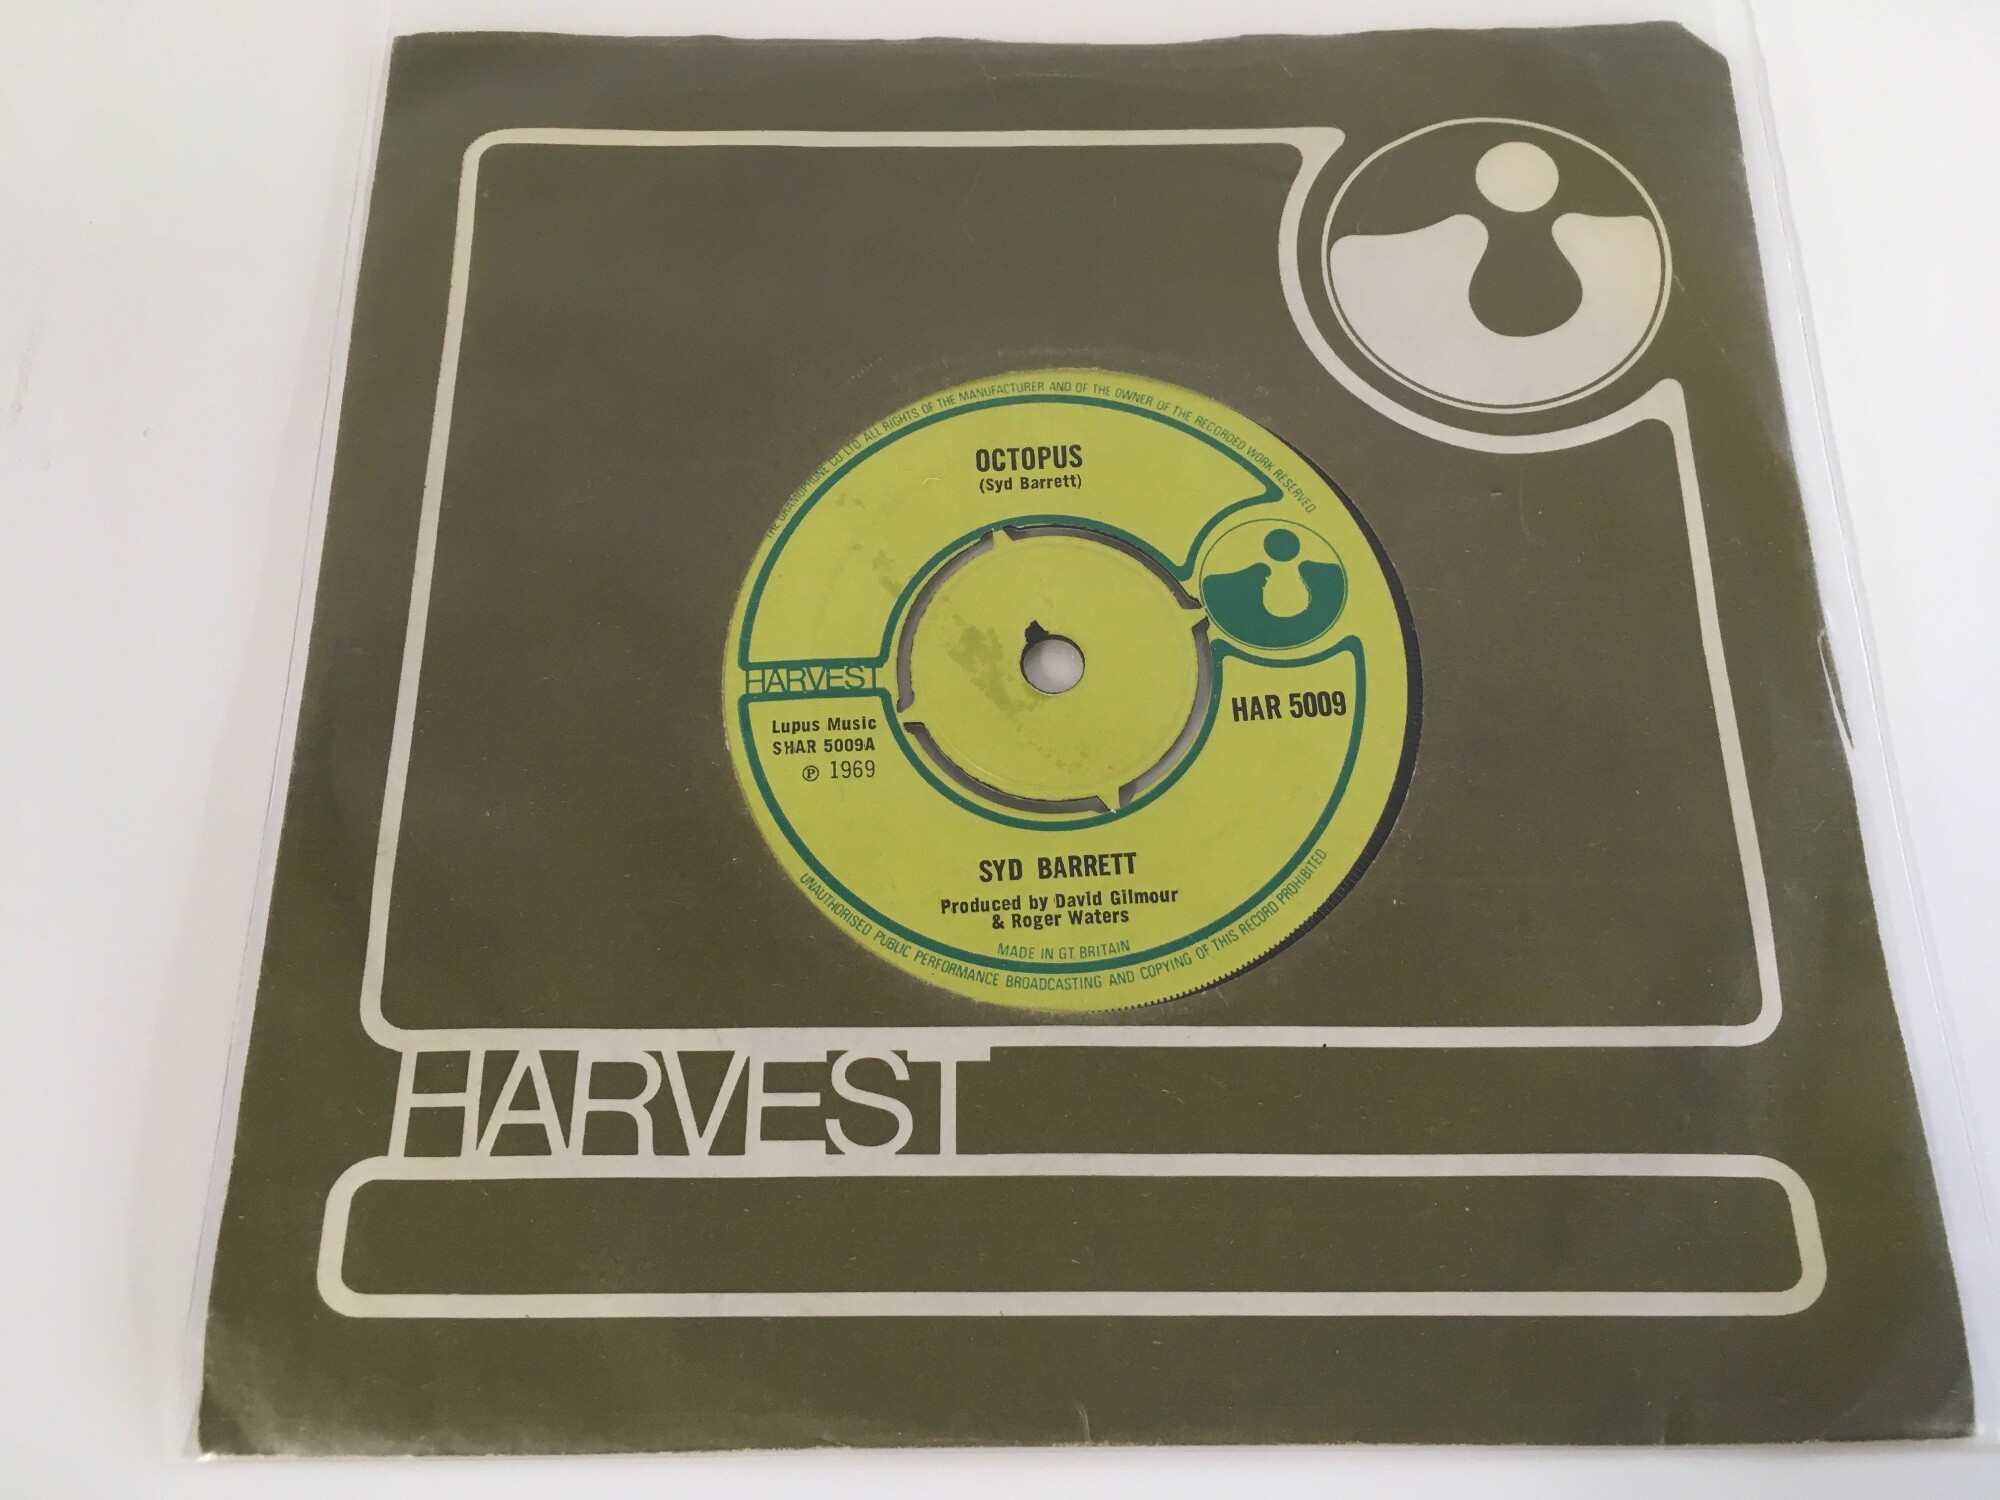 THE GRAMOPHONE CO LTD ALL RIGHTS OF THE MANUFACTURER AND OF THE OWNER OF THE RECORDED WORK RESERVED.
OCTOPUS
(Syd Barrett)
HARVEST
Lupus Music
SHAR 5009A
℗ 1969
HAR 5009
SYD BARRETT
Produced by David Gilmour
& Roger Waters
MADE IN GT. BRITAIN
UNAUTHORISED PUBLIC PERFORMANCE BROADCASTING AND COPYING OF THIS RECORD PROHIBITED
HARVEST